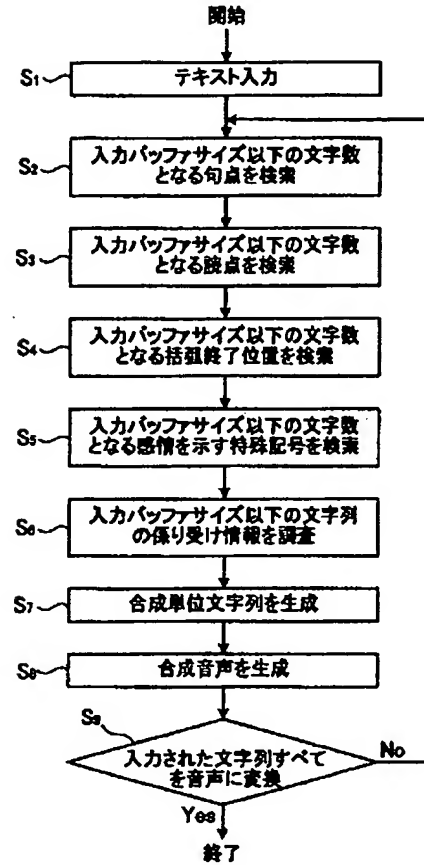 開始
S1 テキスト入力
S2 入力バッファサイズ以下の文字数
となる句点を検索
S3 入力バッファサイズ以下の文字数
となる読点を検索
S4 入力バッファサイズ以下の文字数
となる括弧終了位置を検索
S5 入力バッファサイズ以下の文字数
となる感情を示す特殊記号を検索
S6 入力バッファサイズ以下の文字列
の係り受け情報を調査
S7 合成単位文字列を生成
S8 合成音声を生成
S9
入力された文字列すべて
を音声に変換
No
Yes
終了